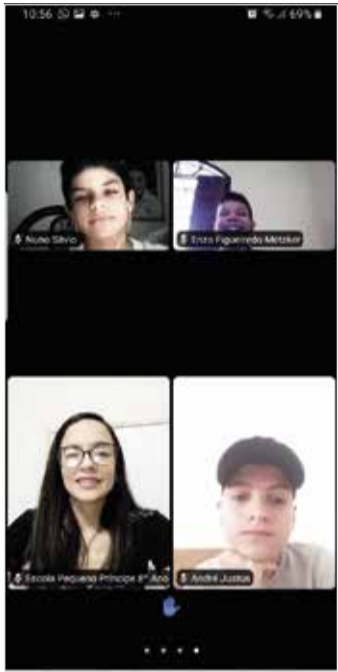 10:56
69%
Nuno Silvio
Enzo Figueiredo Metzker
Escola Pequeno Príncipe 8º Ano
André Justus